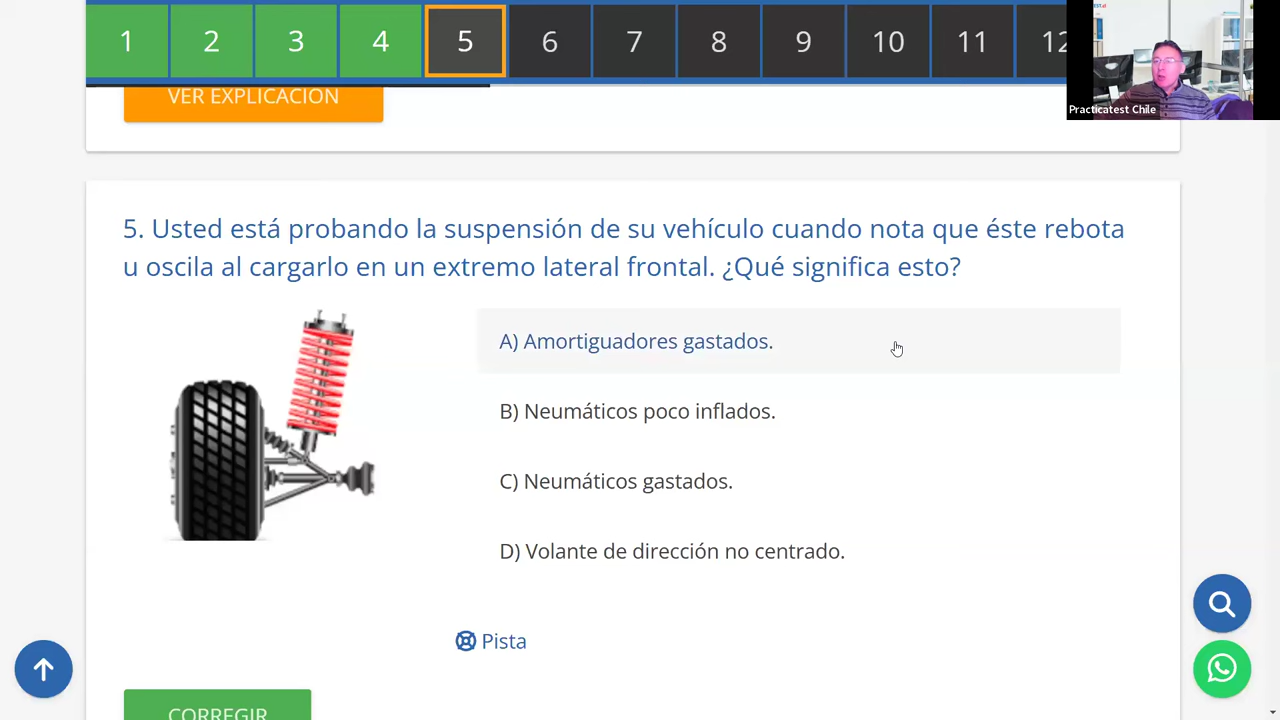 1 2 3 4 5 6 7 8 9 10 11 12
Practicatest Chile
VER EXPLICACIÓN
5. Usted está probando la suspensión de su vehículo cuando nota que éste rebota
u oscila al cargarlo en un extremo lateral frontal. ¿Qué significa esto?
A) Amortiguadores gastados.
B) Neumáticos poco inflados.
C) Neumáticos gastados.
D) Volante de dirección no centrado.
Pista
CORREGIR